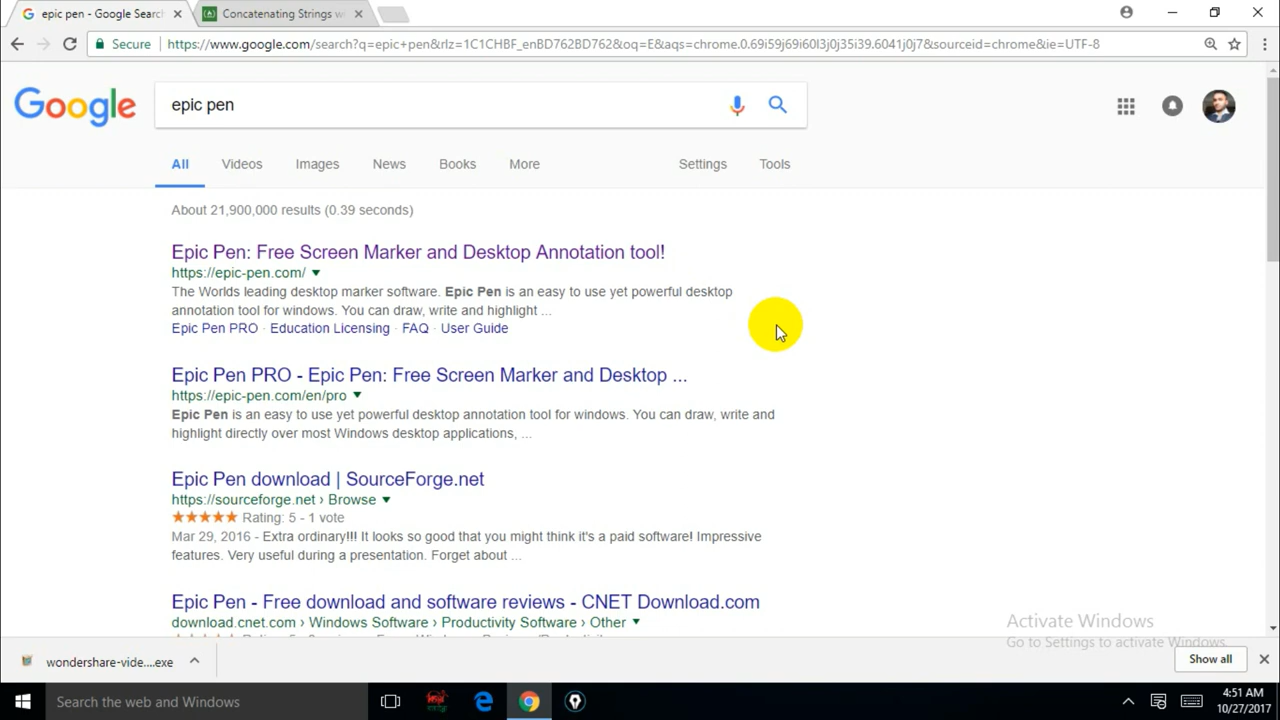 epic pen - Google Searc
Concatenating Strings w
Secure
https://www.google.com/search?q=epic+pen&rlz=1C1CHBF_enBD762BD762&oq=E&aqs=chrome.0.69i59j69i60l3j0j35i39.6041j0j7&sourceid=chrome&ie=UTF-8
Google
epic pen
All Videos Images News Books More Settings Tools
About 21,900,000 results (0.39 seconds)
Epic Pen: Free Screen Marker and Desktop Annotation tool!
https://epic-pen.com/
The Worlds leading desktop marker software. Epic Pen is an easy to use yet powerful desktop
annotation tool for windows. You can draw, write and highlight ...
Epic Pen PRO · Education Licensing · FAQ · User Guide
Epic Pen PRO - Epic Pen: Free Screen Marker and Desktop ...
https://epic-pen.com/en/pro
Epic Pen is an easy to use yet powerful desktop annotation tool for windows. You can draw, write and
highlight directly over most Windows desktop applications, ...
Epic Pen download | SourceForge.net
https://sourceforge.net › Browse
Rating: 5 - 1 vote
Mar 29, 2016 - Extra ordinary!!! It looks so good that you might think it's a paid software! Impressive
features. Very useful during a presentation. Forget about ...
Epic Pen - Free download and software reviews - CNET Download.com
download.cnet.com › Windows Software › Productivity Software › Other
Activate Windows
Go to Settings to activate Windows.
wondershare-vide....exe
Show all
Search the web and Windows
4:51 AM
10/27/2017